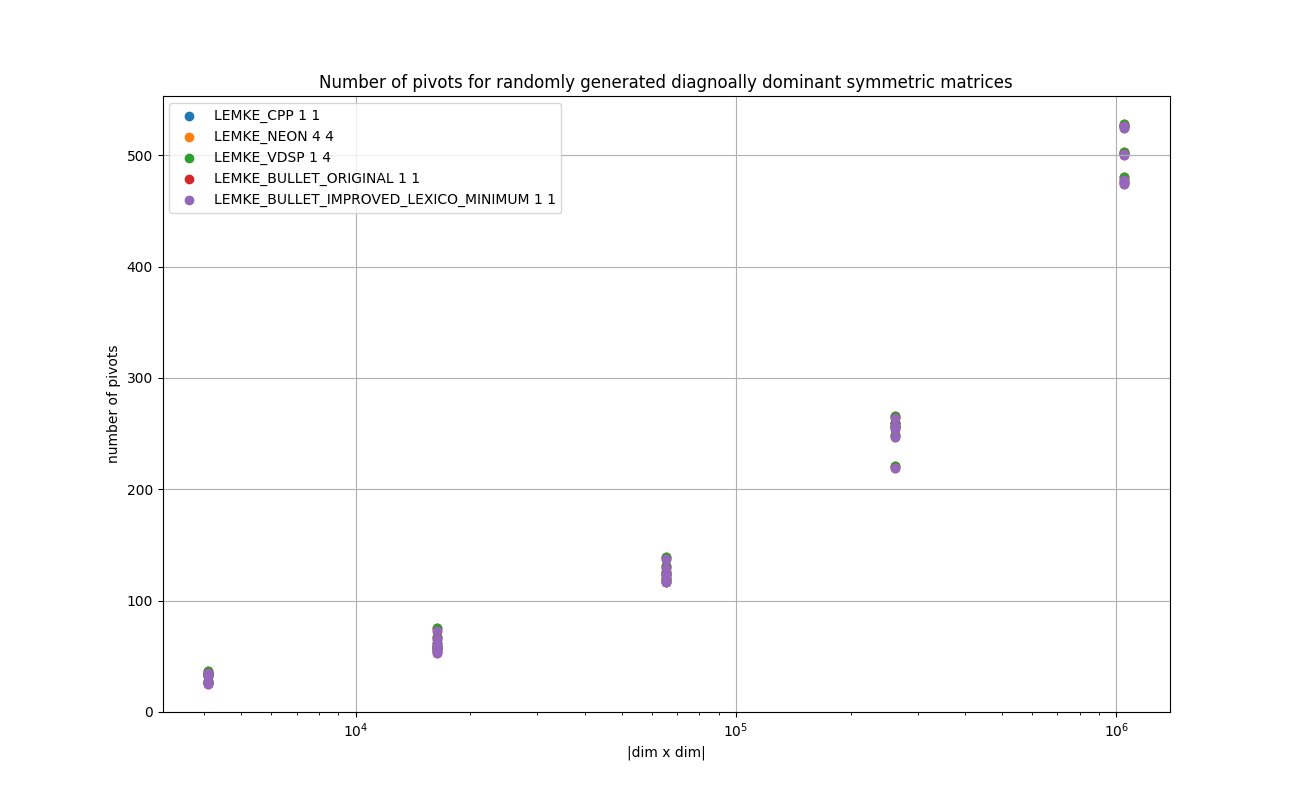 Number of pivots for randomly generated diagnoally dominant symmetric matrices
LEMKE_CPP 1 1
LEMKE_NEON 4 4
LEMKE_VDSP 1 4
LEMKE_BULLET_ORIGINAL 1 1
LEMKE_BULLET_IMPROVED_LEXICO_MINIMUM 1 1
number of pivots
500
400
300
200
100
0
10⁴ 10⁵ 10⁶
|dim x dim|